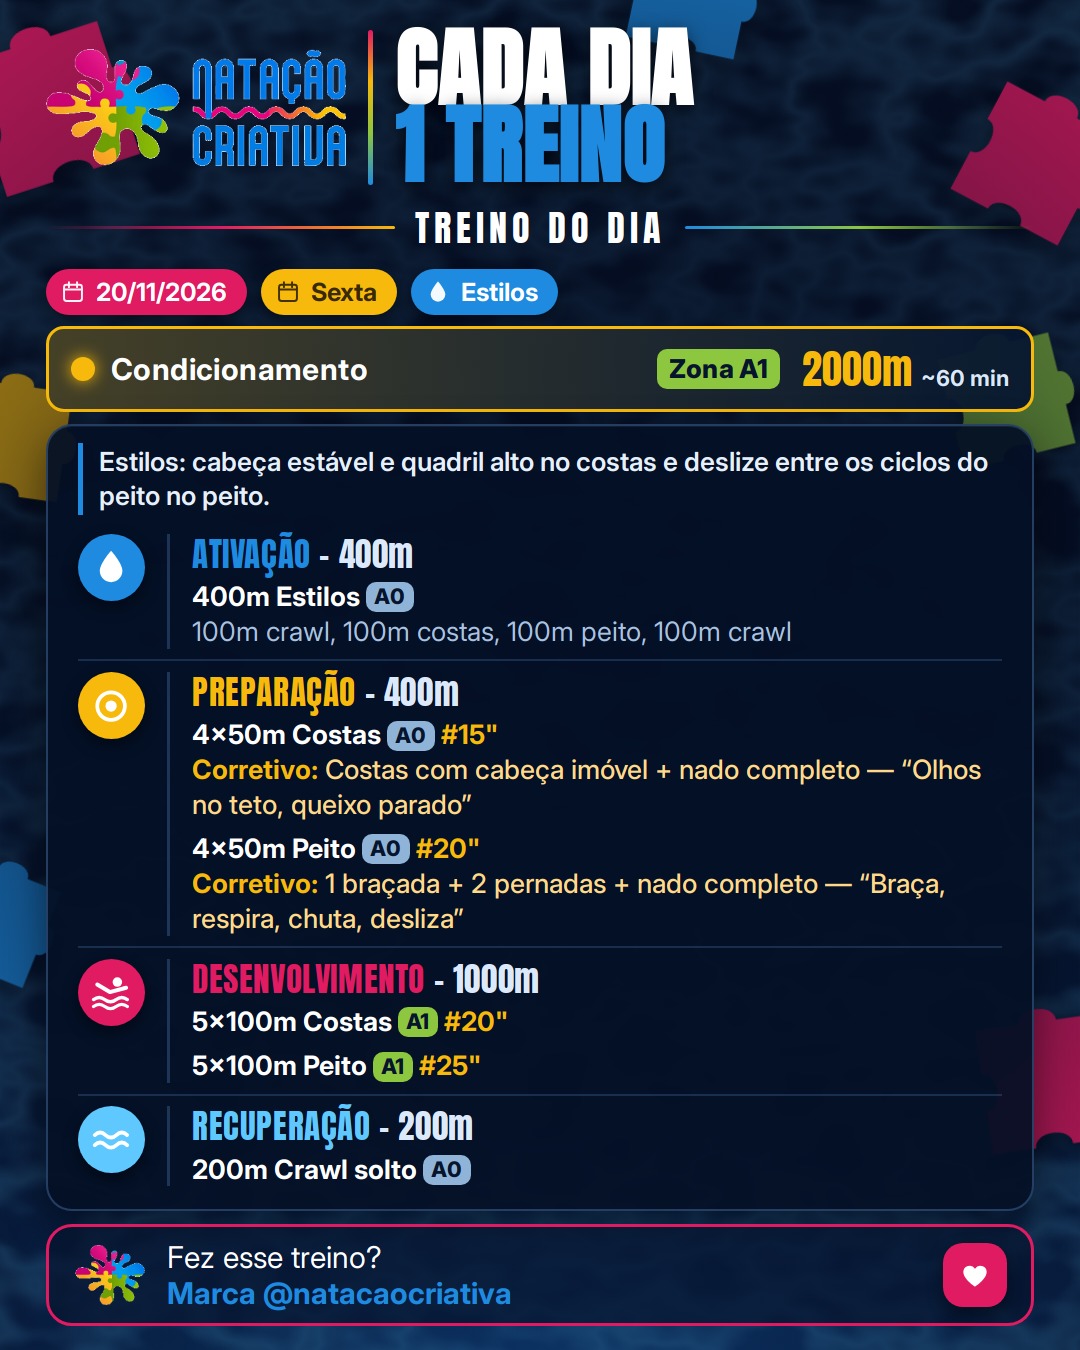 NATAÇÃO
CRIATIVA
CADA DIA
1 TREINO
TREINO DO DIA
20/11/2026
Sexta
Estilos
Condicionamento
Zona A1
2000m ~60 min
Estilos: cabeça estável e quadril alto no costas e deslize entre os ciclos do
peito no peito.
ATIVAÇÃO - 400m
400m Estilos A0
100m crawl, 100m costas, 100m peito, 100m crawl
PREPARAÇÃO - 400m
4×50m Costas A0 #15"
Corretivo: Costas com cabeça imóvel + nado completo — “Olhos
no teto, queixo parado”
4×50m Peito A0 #20"
Corretivo: 1 braçada + 2 pernadas + nado completo — “Braça,
respira, chuta, desliza”
DESENVOLVIMENTO - 1000m
5×100m Costas A1 #20"
5×100m Peito A1 #25"
RECUPERAÇÃO - 200m
200m Crawl solto A0
Fez esse treino?
Marca @natacaocriativa